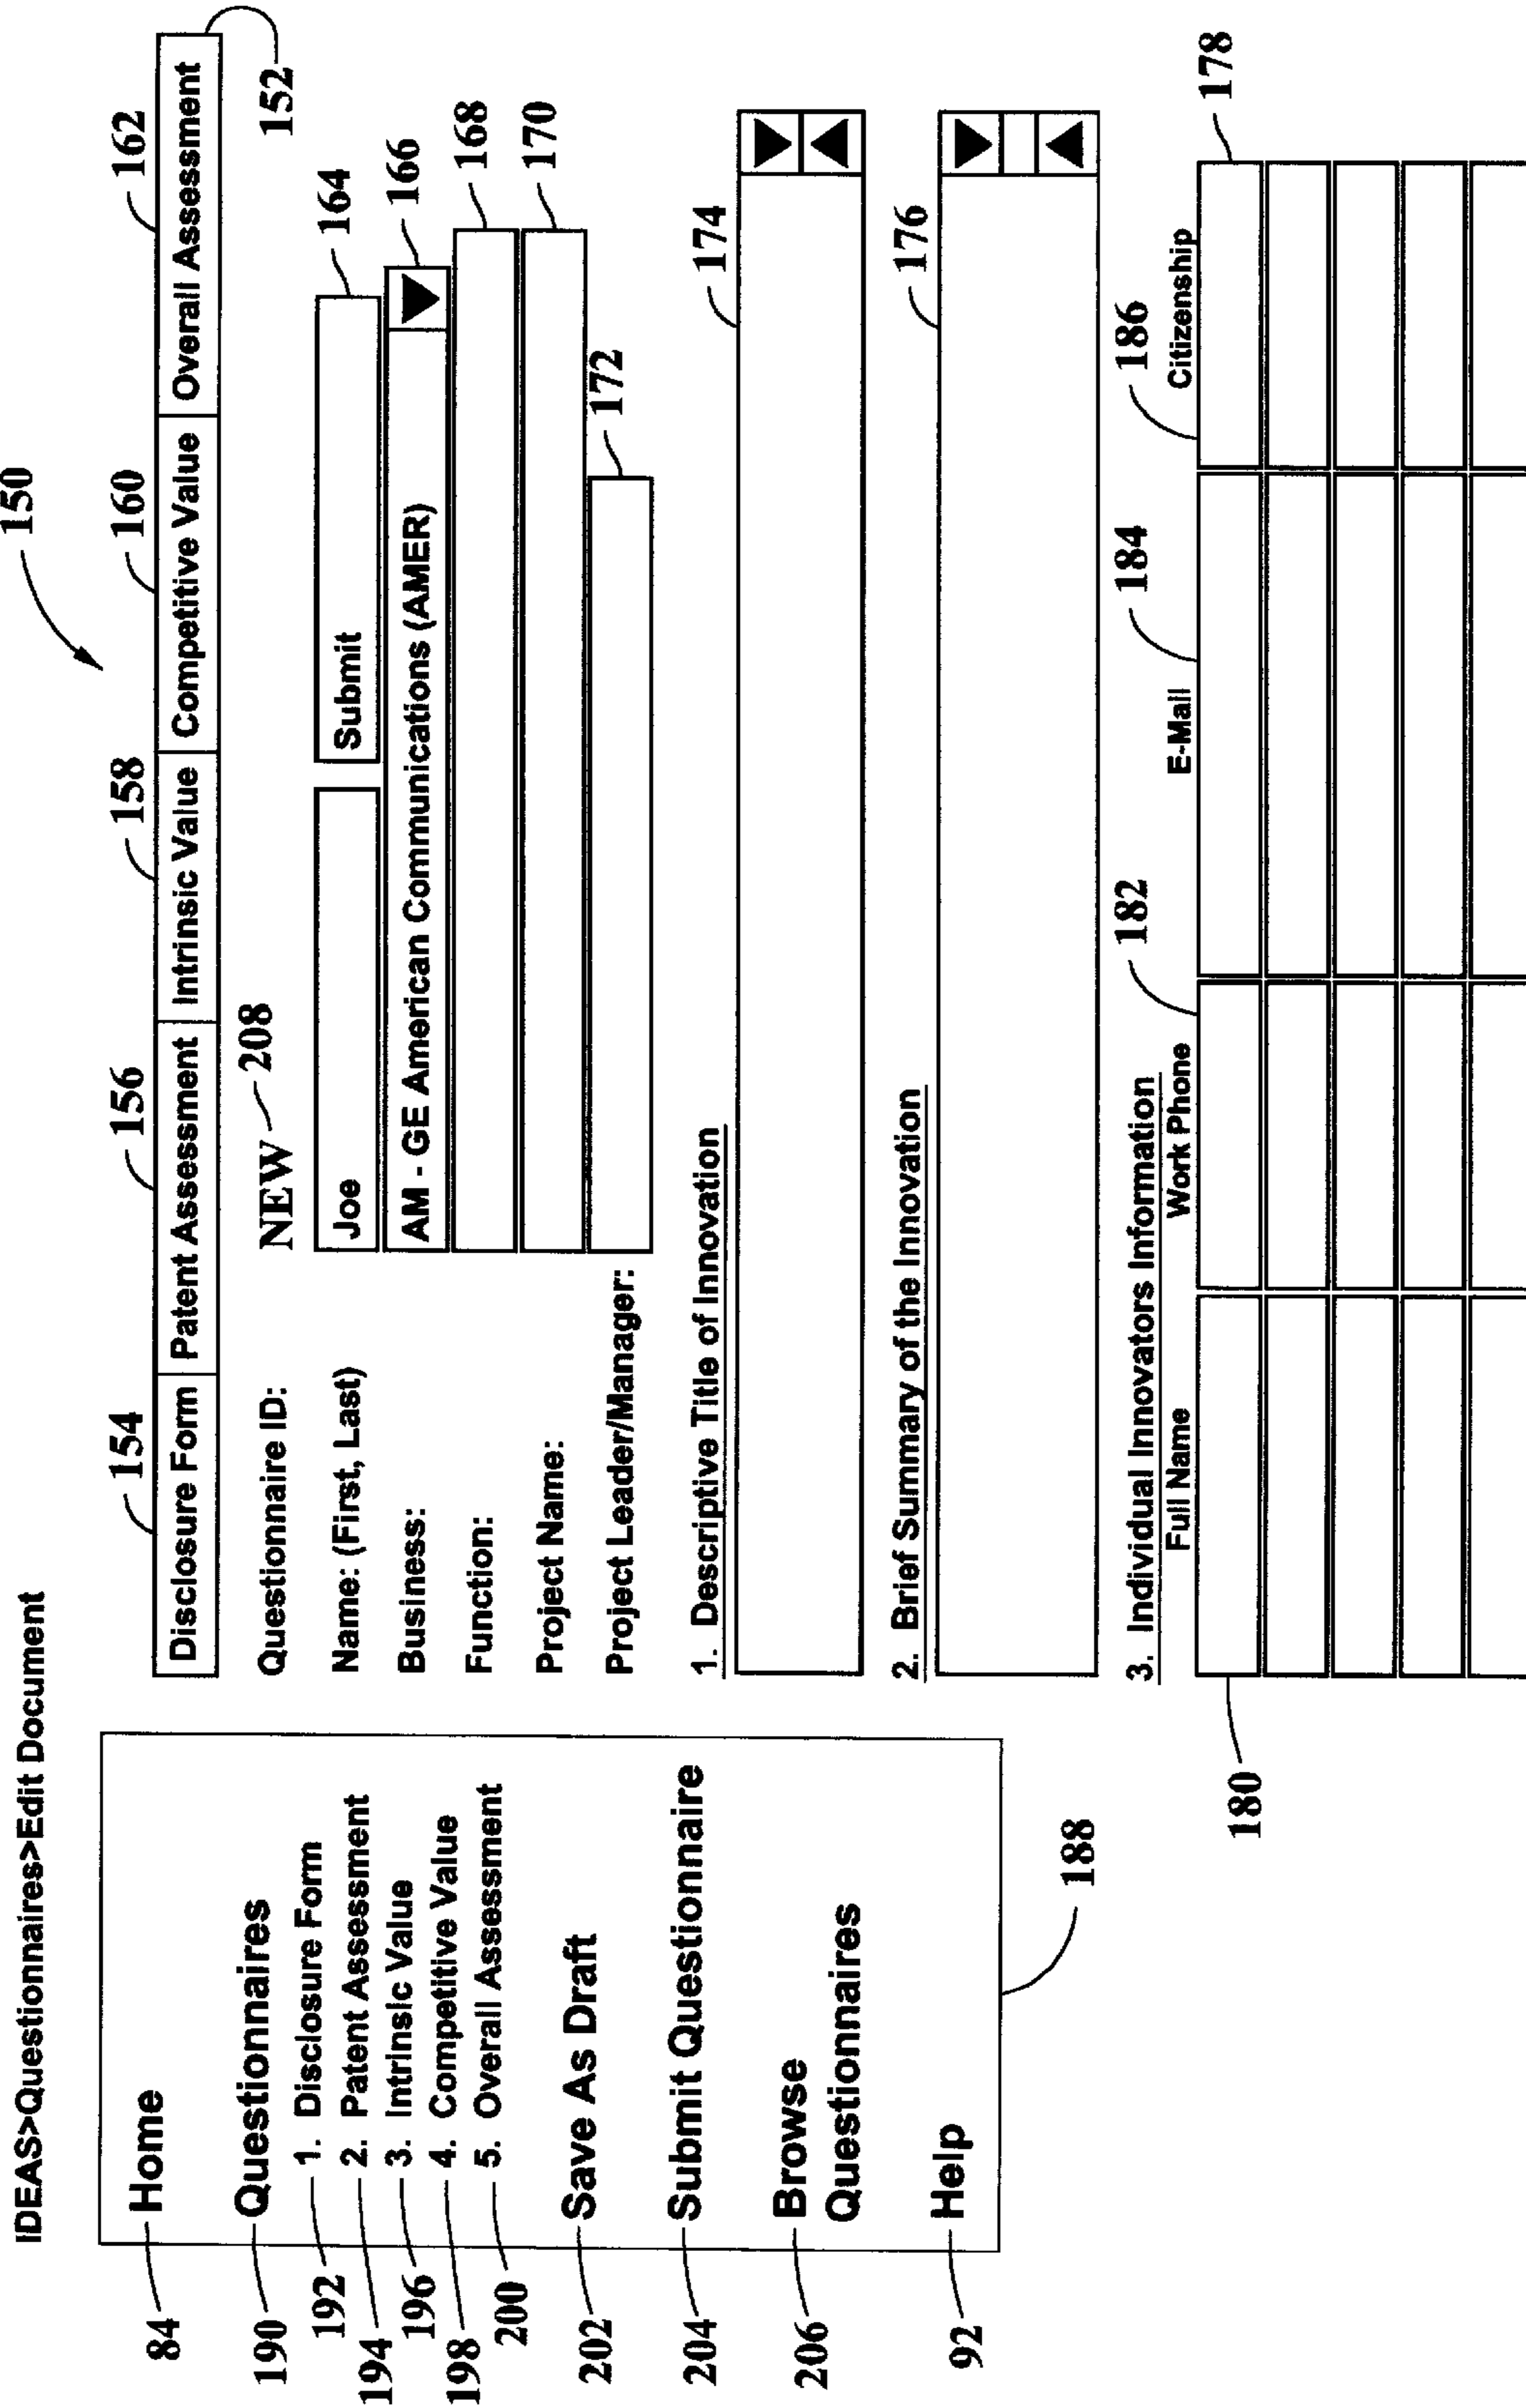 IDEAS>Questionnaires>Edit Document
150
84 Home
190 Questionnaires
192 1. Disclosure Form
194 2. Patent Assessment
196 3. Intrinsic Value
198 4. Competitive Value
200 5. Overall Assessment
202 Save As Draft
204 Submit Questionnaire
206 Browse
Questionnaires
92 Help
188
154 156 158 160 162
Disclosure Form Patent Assessment Intrinsic Value Competitive Value Overall Assessment
152
Questionnaire ID: NEW 208
Name: (First, Last) Joe Submit 164
Business: AM - GE American Communications (AMER) 166
Function: 168
Project Name: 170
Project Leader/Manager: 172
1. Descriptive Title of Innovation 174
2. Brief Summary of the Innovation 176
3. Individual Innovators Information 182 184 186
Full Name Work Phone E-Mail Citizenship
180 178